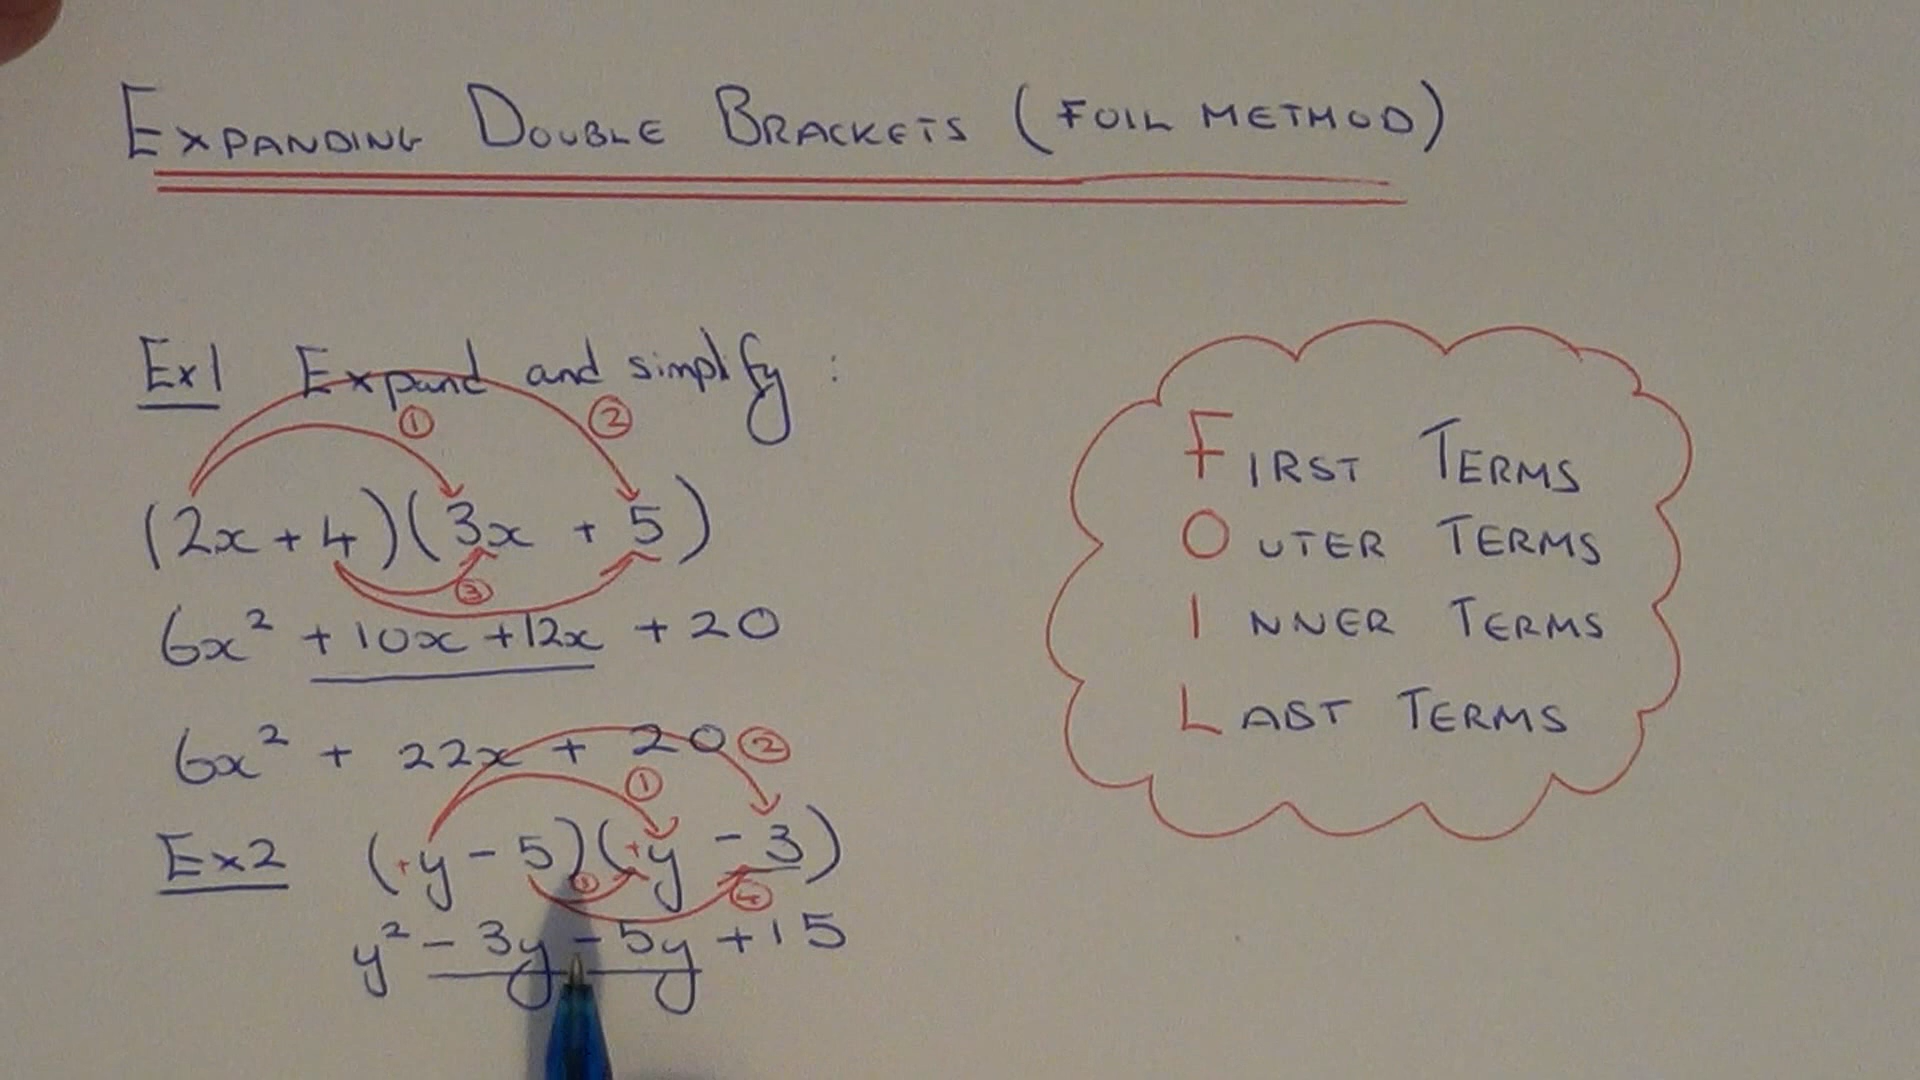 EXPANDING DOUBLE BRACKETS (FOIL METHOD)
Ex1 Expand and simplify :
① ②
(2x + 4)(3x + 5)
③
6x² + 10x + 12x + 20
6x² + 22x + 20
② ①
Ex2 (+y - 5)(+y - 3)
③ ④
y² - 3y - 5y + 15
FIRST TERMS
OUTER TERMS
INNER TERMS
LAST TERMS